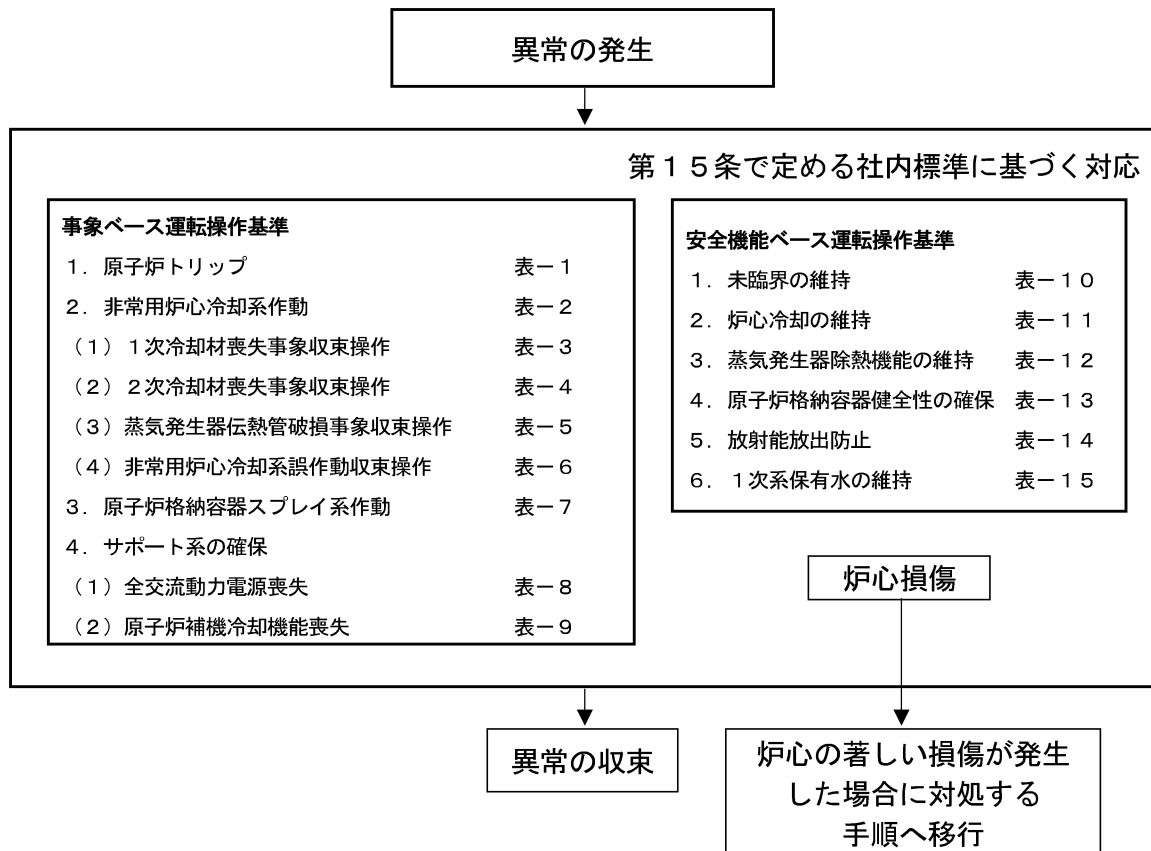 異常の発生
第１５条で定める社内標準に基づく対応
事象ベース運転操作基準
１．原子炉トリップ 表－１
２．非常用炉心冷却系作動 表－２
（１）１次冷却材喪失事象収束操作 表－３
（２）２次冷却材喪失事象収束操作 表－４
（３）蒸気発生器伝熱管破損事象収束操作 表－５
（４）非常用炉心冷却系誤作動収束操作 表－６
３．原子炉格納容器スプレイ系作動 表－７
４．サポート系の確保
（１）全交流動力電源喪失 表－８
（２）原子炉補機冷却機能喪失 表－９
安全機能ベース運転操作基準
１．未臨界の維持 表－１０
２．炉心冷却の維持 表－１１
３．蒸気発生器除熱機能の維持 表－１２
４．原子炉格納容器健全性の確保 表－１３
５．放射能放出防止 表－１４
６．１次系保有水の維持 表－１５
炉心損傷
異常の収束
炉心の著しい損傷が発生
した場合に対処する
手順へ移行